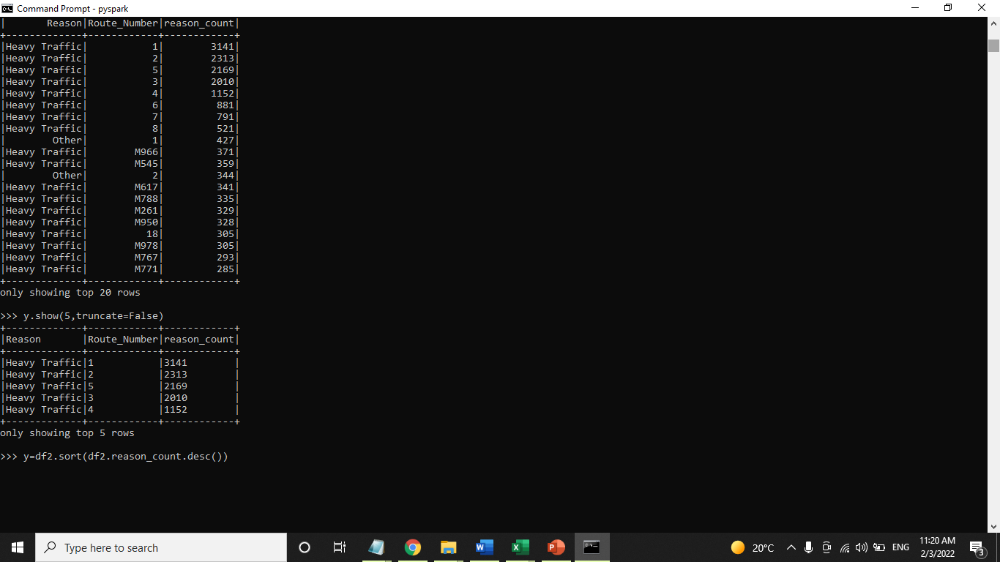 Command Prompt - pyspark
|       Reason|Route_Number|reason_count|
+-------------+------------+------------+
|Heavy Traffic|           1|        3141|
|Heavy Traffic|           2|        2313|
|Heavy Traffic|           5|        2169|
|Heavy Traffic|           3|        2010|
|Heavy Traffic|           4|        1152|
|Heavy Traffic|           6|         881|
|Heavy Traffic|           7|         791|
|Heavy Traffic|           8|         521|
|        Other|           1|         427|
|Heavy Traffic|        M966|         371|
|Heavy Traffic|        M545|         359|
|        Other|           2|         344|
|Heavy Traffic|        M617|         341|
|Heavy Traffic|        M788|         335|
|Heavy Traffic|        M261|         329|
|Heavy Traffic|        M950|         328|
|Heavy Traffic|          18|         305|
|Heavy Traffic|        M978|         305|
|Heavy Traffic|        M767|         293|
|Heavy Traffic|        M771|         285|
+-------------+------------+------------+
only showing top 20 rows
>>> y.show(5,truncate=False)
+-------------+------------+------------+
|Reason       |Route_Number|reason_count|
+-------------+------------+------------+
|Heavy Traffic|1           |3141        |
|Heavy Traffic|2           |2313        |
|Heavy Traffic|5           |2169        |
|Heavy Traffic|3           |2010        |
|Heavy Traffic|4           |1152        |
+-------------+------------+------------+
only showing top 5 rows
>>> y=df2.sort(df2.reason_count.desc())
Type here to search
20°C
ENG
11:20 AM
2/3/2022
3